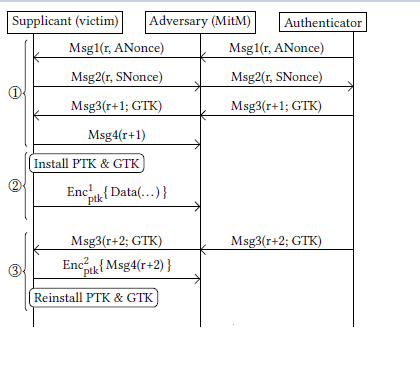 Supplicant (victim) Adversary (MitM) Authenticator
Msg1(r, ANonce) Msg1(r, ANonce)
Msg2(r, SNonce) Msg2(r, SNonce)
①
Msg3(r+1; GTK) Msg3(r+1; GTK)
Msg4(r+1)
Install PTK & GTK
②
Enc¹ptk{ Data(…) }
Msg3(r+2; GTK) Msg3(r+2; GTK)
③
Enc²ptk{ Msg4(r+2) }
Reinstall PTK & GTK